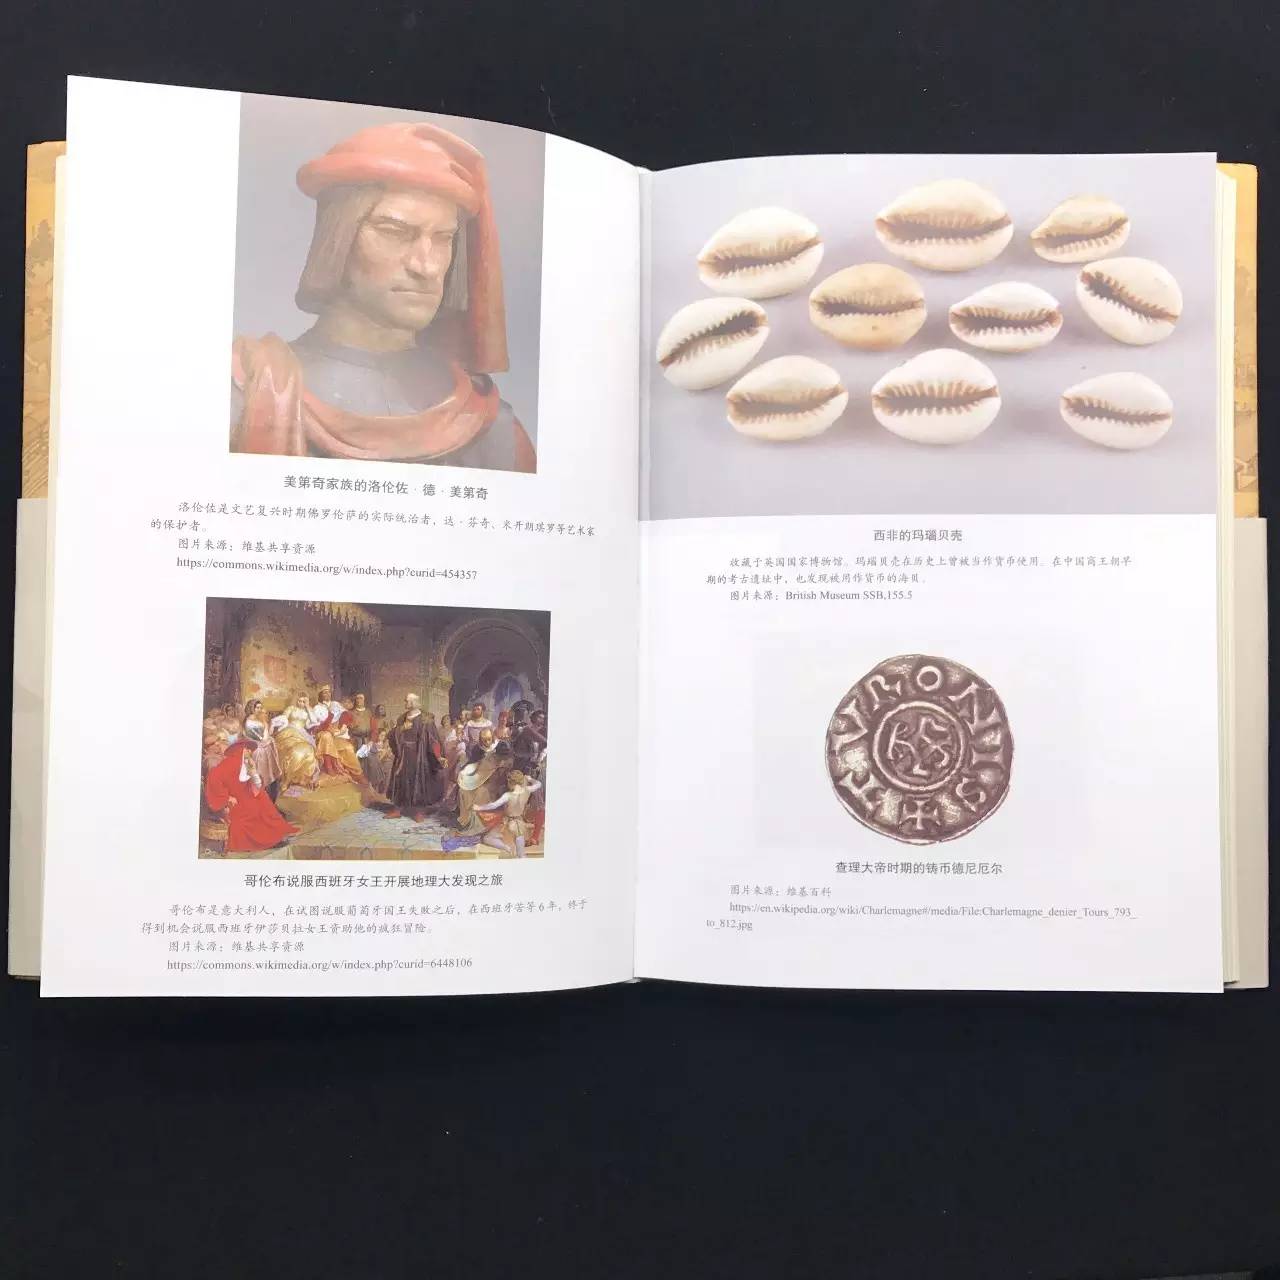 美第奇家族的洛伦佐·德·美第奇
洛伦佐是文艺复兴时期佛罗伦萨的实际统治者，达·芬奇、米开朗琪罗等艺术家
的保护者。
图片来源：维基共享资源
https://commons.wikimedia.org/w/index.php?curid=454357
哥伦布说服西班牙女王开展地理大发现之旅
哥伦布是意大利人，在试图说服葡萄牙国王失败之后，在西班牙苦等6年，终于
得到机会说服西班牙伊莎贝拉女王资助他的疯狂冒险。
图片来源：维基共享资源
https://commons.wikimedia.org/w/index.php?curid=6448106
西非的玛瑙贝壳
收藏于英国国家博物馆。玛瑙贝壳在历史上曾被当作货币使用。在中国商王朝早
期的考古遗址中，也发现被用作货币的海贝。
图片来源：British Museum SSB,155.5
TVRONIIS
查理大帝时期的铸币德尼厄尔
图片来源：维基百科
https://en.wikipedia.org/wiki/Charlemagne#/media/File:Charlemagne_denier_Tours_793_
to_812.jpg